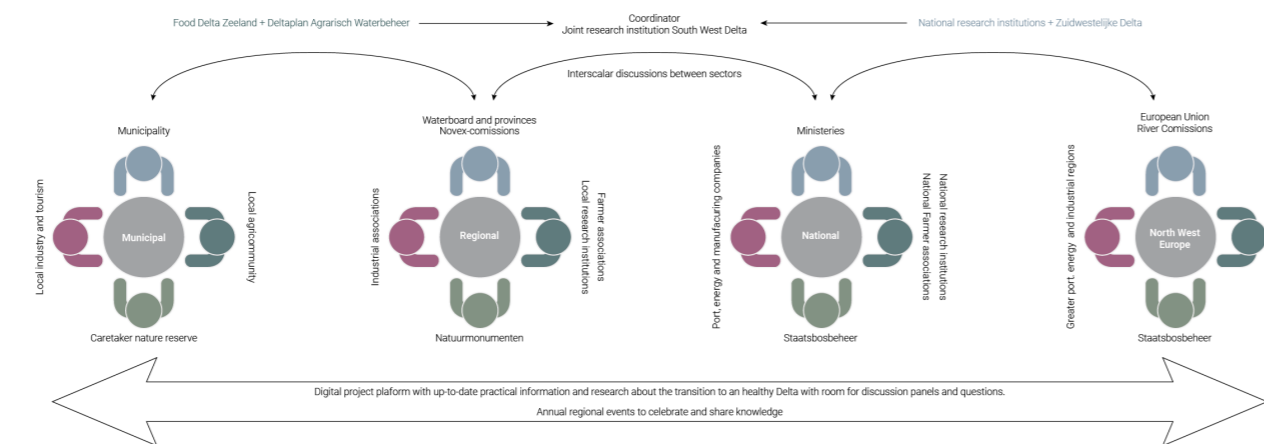 Food Delta Zeeland + Deltaplan Agrarisch Waterbeheer
Coordinator
Joint research institution South West Delta
National research institutions + Zuidwestelijke Delta
Interscalar discussions between sectors
Municipality
Local industry and tourism
Municipal
Local agricommunity
Caretaker nature reserve
Waterboard and provinces
Novex-comissions
Industrial associations
Regional
Farmer associations
Local research institutions
Natuurmonumenten
Ministeries
Port, energy and manufacuring companies
National
National research institutions
National Farmer associations
Staatsbosbeheer
European Union
River Comissions
Greater port. energy and industrial regions
North West
Europe
Staatsbosbeheer
Digital project plaform with up-to-date practical information and research about the transition to an healthy Delta with room for discussion panels and questions.
Annual regional events to celebrate and share knowledge